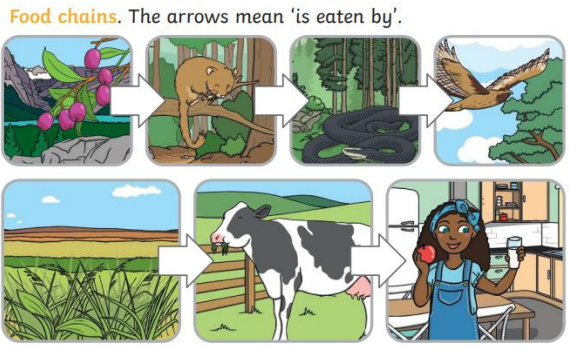 Food chains. The arrows mean ‘is eaten by’.